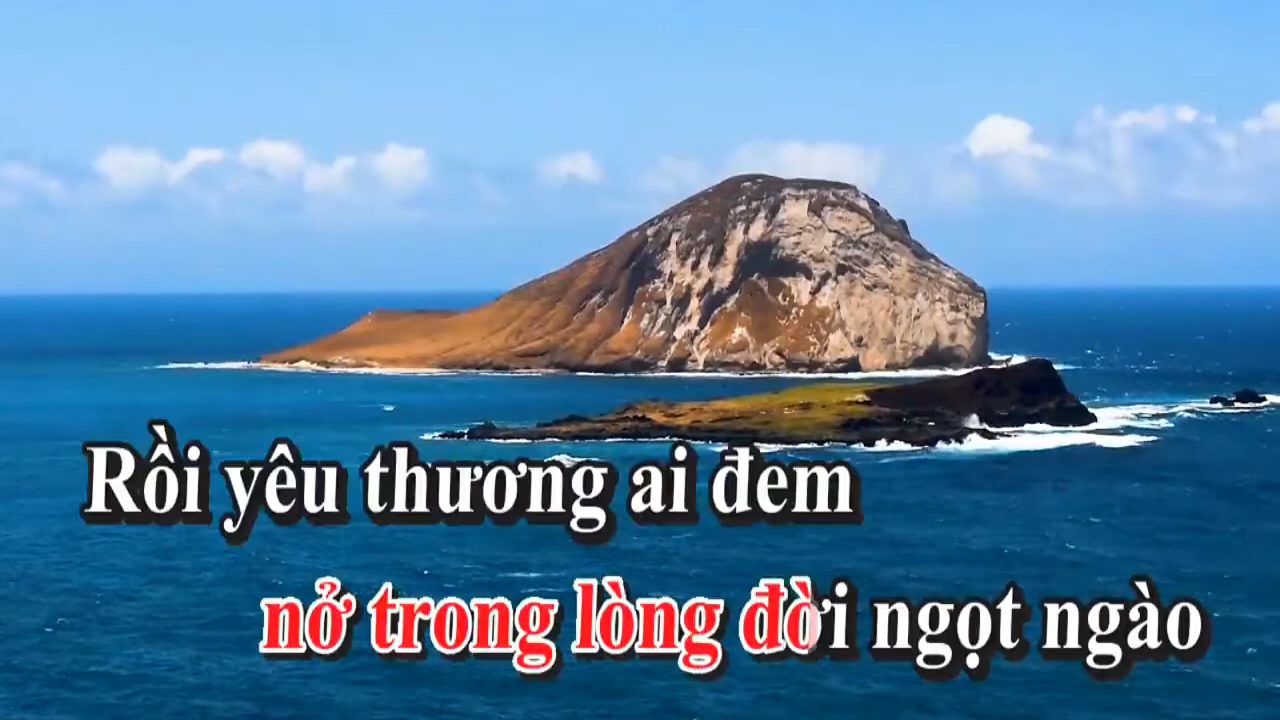 Rồi yêu thương ai đem
nở trong lòng đời ngọt ngào